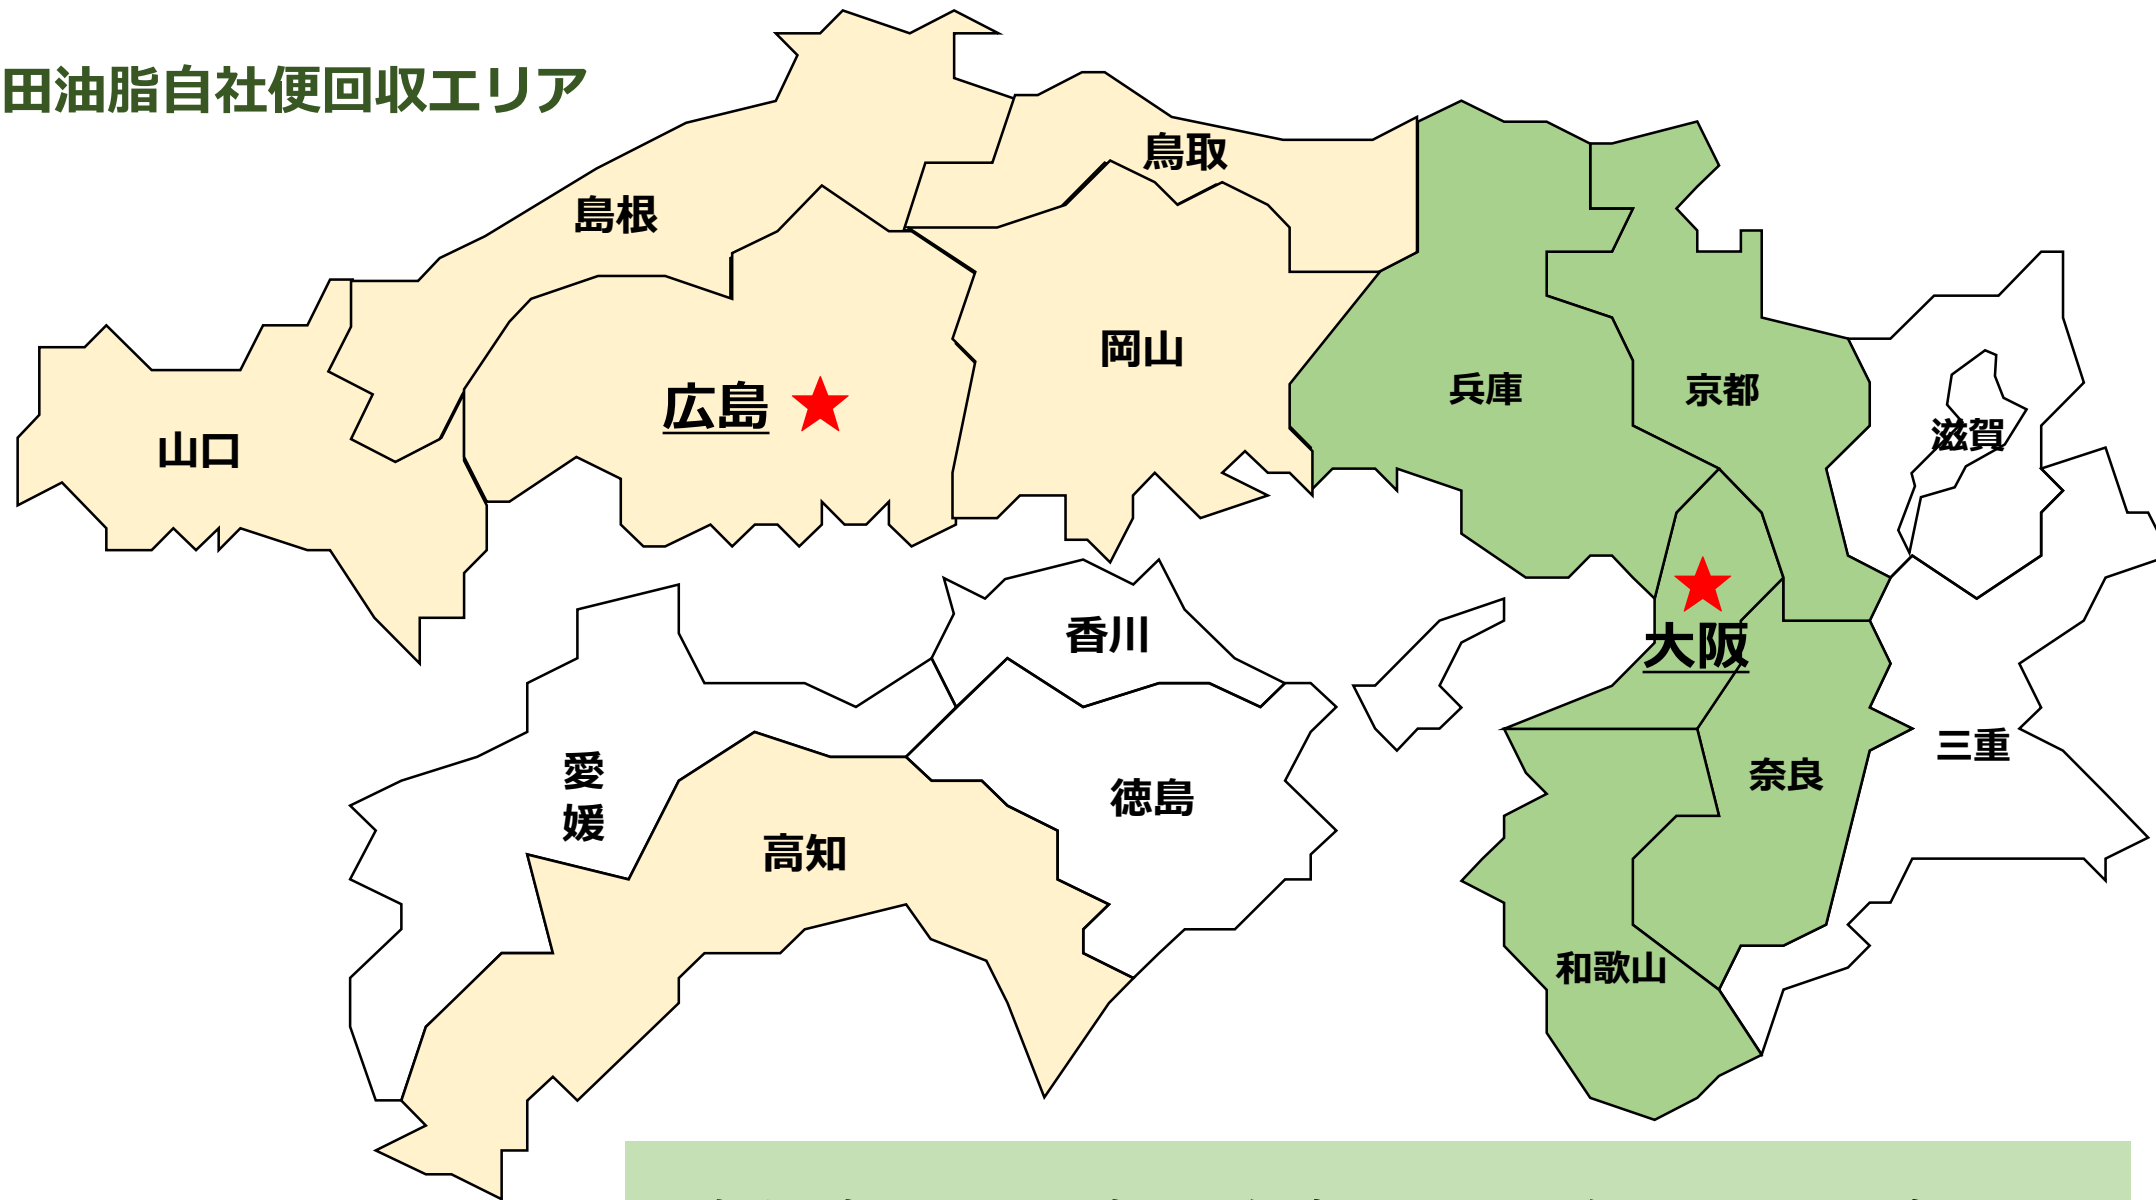 田油脂自社便回収エリア
鳥取
島根
岡山
兵庫
京都
広島
滋賀
山口
香川
大阪
三重
愛
媛
奈良
徳島
高知
和歌山